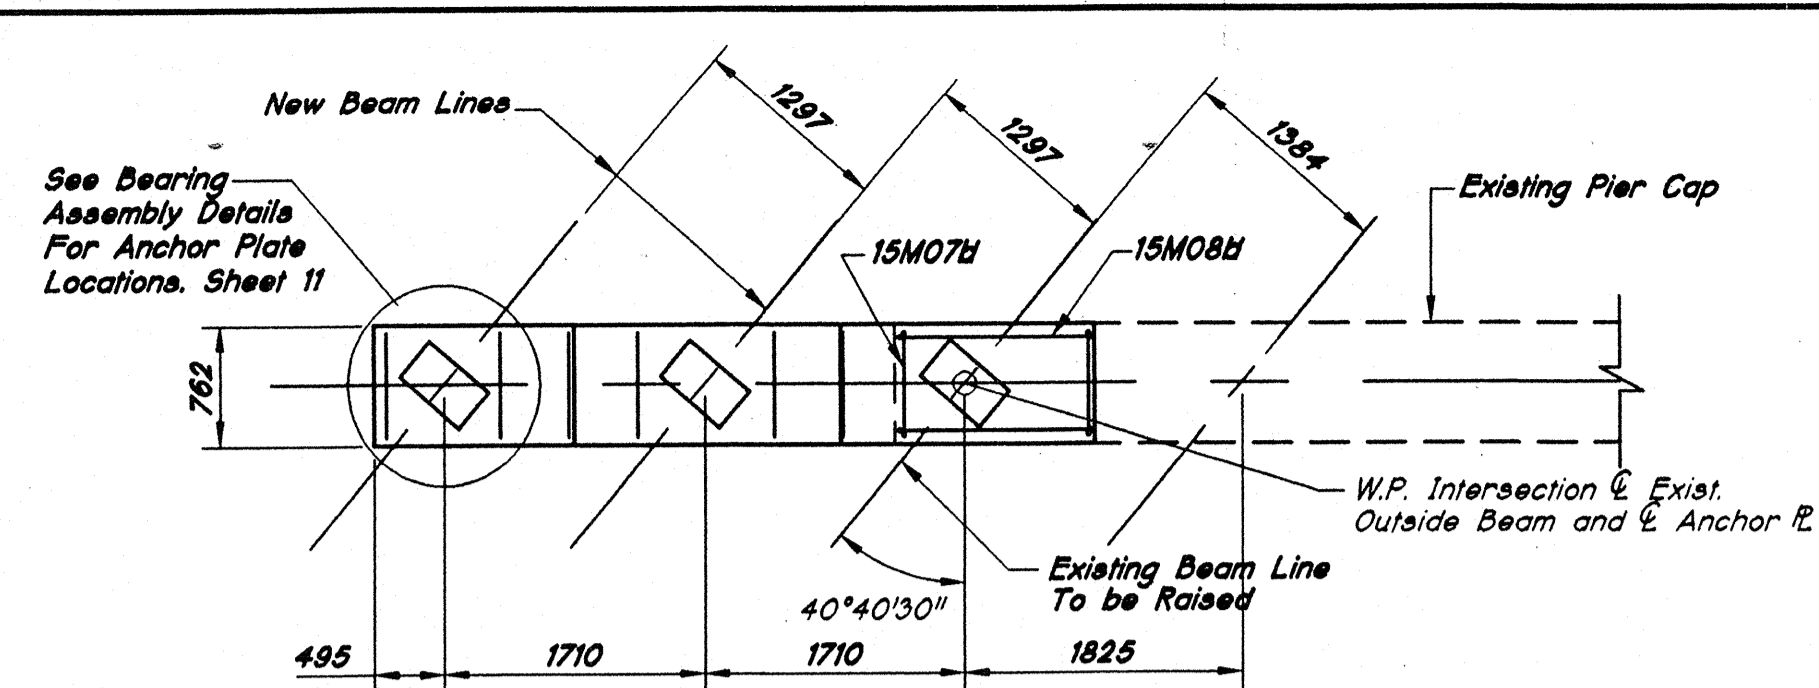 New Beam Lines
1297
1297
1384
See Bearing
Assembly Details
For Anchor Plate
Locations. Sheet 11
Existing Pier Cap
15M07
15M08
762
W.P. Intersection ℄ Exist.
Outside Beam and ℄ Anchor ⅊
Existing Beam Line
To be Raised
40°40'30"
495
1710
1710
1825